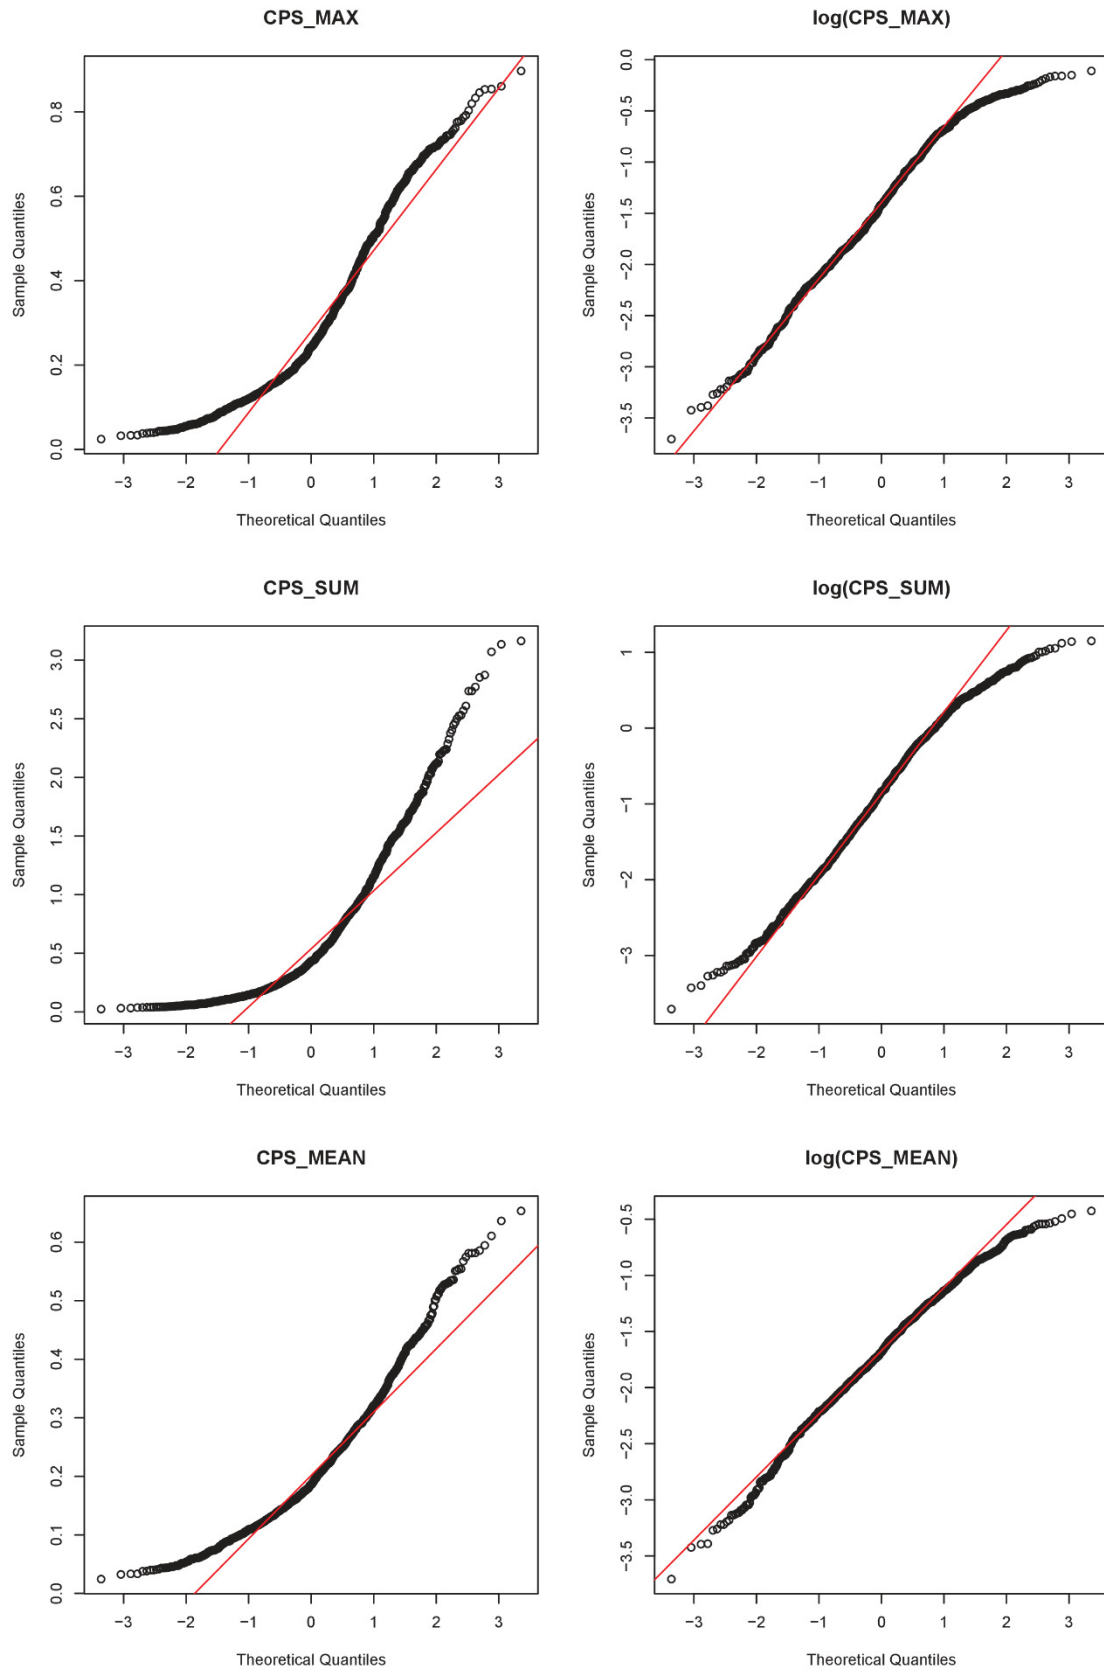 CPS_MAX
Sample Quantiles
0.0 0.2 0.4 0.6 0.8
−3 −2 −1 0 1 2 3
Theoretical Quantiles
log(CPS_MAX)
Sample Quantiles
−3.5 −3.0 −2.5 −2.0 −1.5 −1.0 −0.5 0.0
−3 −2 −1 0 1 2 3
Theoretical Quantiles
CPS_SUM
Sample Quantiles
0.0 0.5 1.0 1.5 2.0 2.5 3.0
−3 −2 −1 0 1 2 3
Theoretical Quantiles
log(CPS_SUM)
Sample Quantiles
−3 −2 −1 0 1
−3 −2 −1 0 1 2 3
Theoretical Quantiles
CPS_MEAN
Sample Quantiles
0.0 0.1 0.2 0.3 0.4 0.5 0.6
−3 −2 −1 0 1 2 3
Theoretical Quantiles
log(CPS_MEAN)
Sample Quantiles
−3.5 −3.0 −2.5 −2.0 −1.5 −1.0 −0.5
−3 −2 −1 0 1 2 3
Theoretical Quantiles